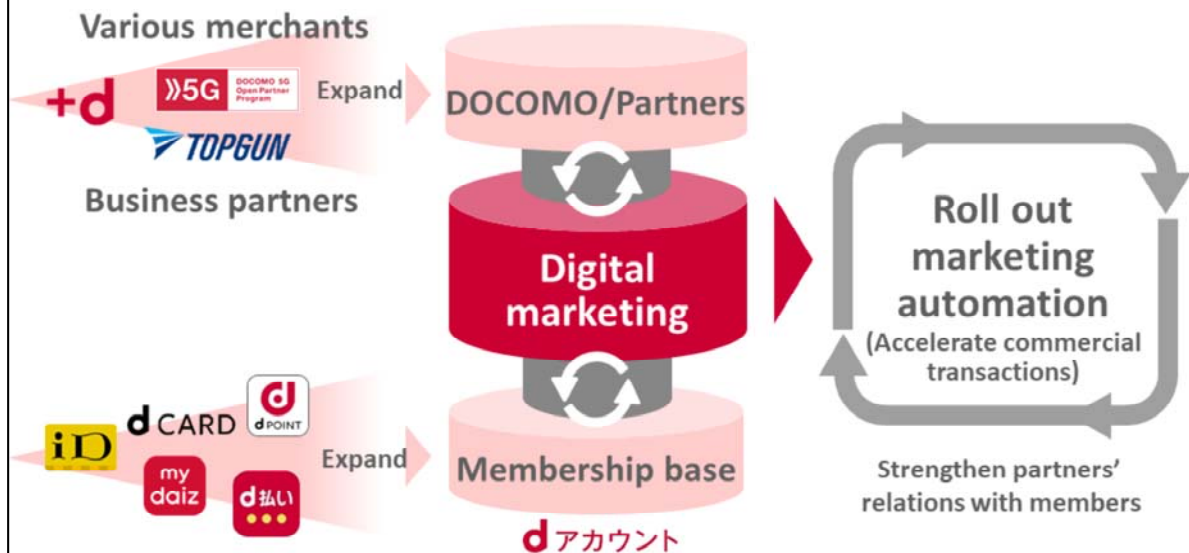 Various merchants
+d
5G
DOCOMO 5G
Open Partner
Program
Expand
TOPGUN
Business partners
DOCOMO/Partners
Digital
marketing
Roll out
marketing
automation
(Accelerate commercial
transactions)
Strengthen partners'
relations with members
iD
d CARD
d
d POINT
my
daiz
d払い
Expand
Membership base
dアカウント